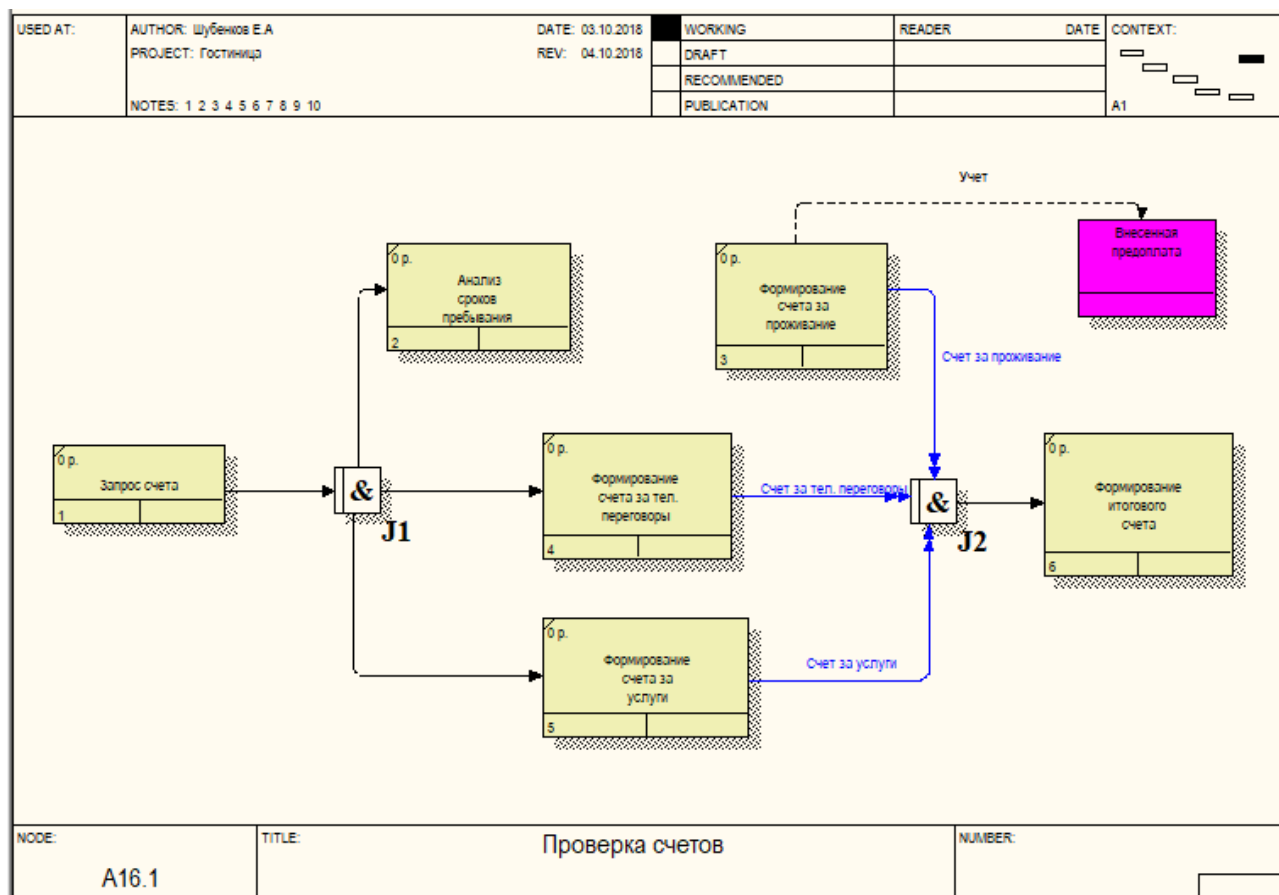 USED AT:
AUTHOR: Шубенков Е.А
DATE: 03.10.2018
WORKING
READER
DATE
CONTEXT:
PROJECT: Гостиница
REV: 04.10.2018
DRAFT
RECOMMENDED
NOTES: 1 2 3 4 5 6 7 8 9 10
PUBLICATION
A1
Учет
Внесенная
предоплата
0 р.
Анализ
сроков
пребывания
2
0 р.
Формирование
счета за
проживание
3
Счет за проживание
0 р.
Запрос счета
1
&
J1
0 р.
Формирование
счета за тел.
переговоры
4
Счет за тел. переговоры
&
J2
0 р.
Формирование
итогового
счета
6
0 р.
Формирование
счета за
услуги
5
Счет за услуги
NODE:
A16.1
TITLE:
Проверка счетов
NUMBER: